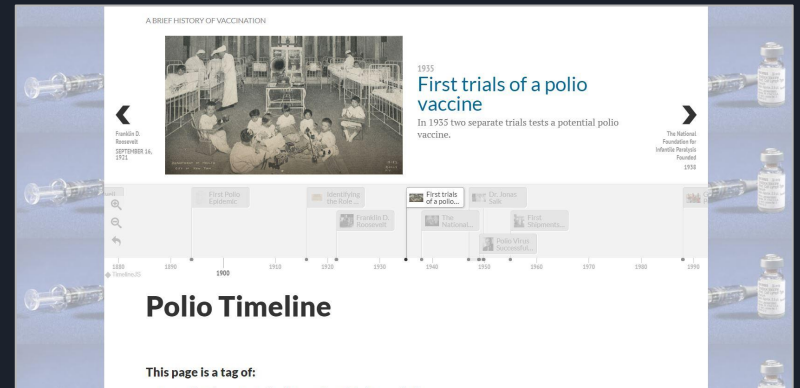 A BRIEF HISTORY OF VACCINATION
1935
First trials of a polio
vaccine
In 1935 two separate trials tests a potential polio
vaccine.
Franklin D.
Roosevelt
SEPTEMBER 16,
1921
The National
Foundation for
Infantile Paralysis
Founded
1938
First Polio
Epidemic
Identifying
the Role ...
First trials
of a polio...
Dr. Jonas
Salk
Franklin D.
Roosevelt
The
National...
First
Shipments...
Polio Virus
Successful...
1880
1890
1900
1910
1920
1930
1940
1950
1960
1970
1980
1990
TimelineJS
Polio Timeline
This page is a tag of: